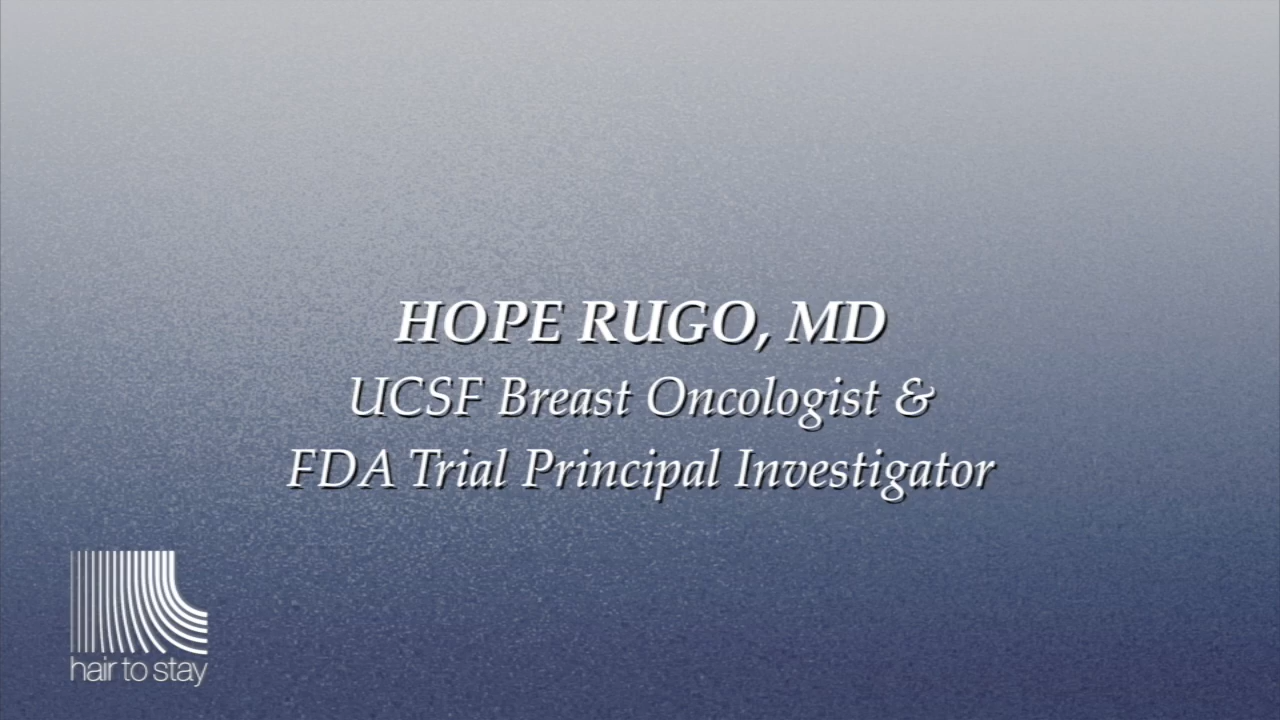 HOPE RUGO, MD
UCSF Breast Oncologist &
FDA Trial Principal Investigator
hair to stay